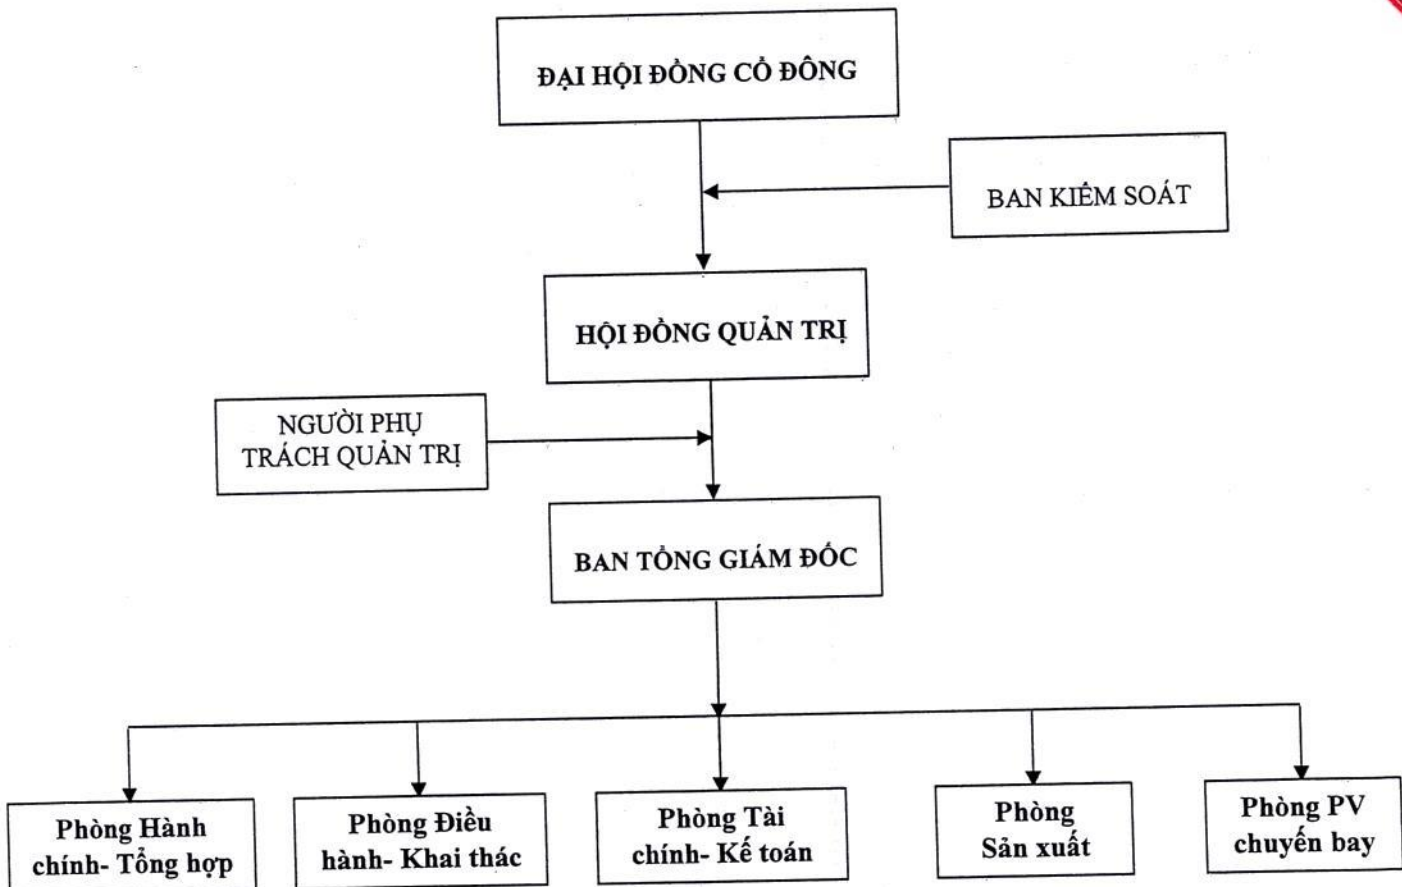 ĐẠI HỘI ĐỒNG CỔ ĐÔNG
BAN KIỂM SOÁT
HỘI ĐỒNG QUẢN TRỊ
NGƯỜI PHỤ
TRÁCH QUẢN TRỊ
BAN TỔNG GIÁM ĐỐC
Phòng Hành
chính- Tổng hợp
Phòng Điều
hành- Khai thác
Phòng Tài
chính- Kế toán
Phòng
Sản xuất
Phòng PV
chuyến bay